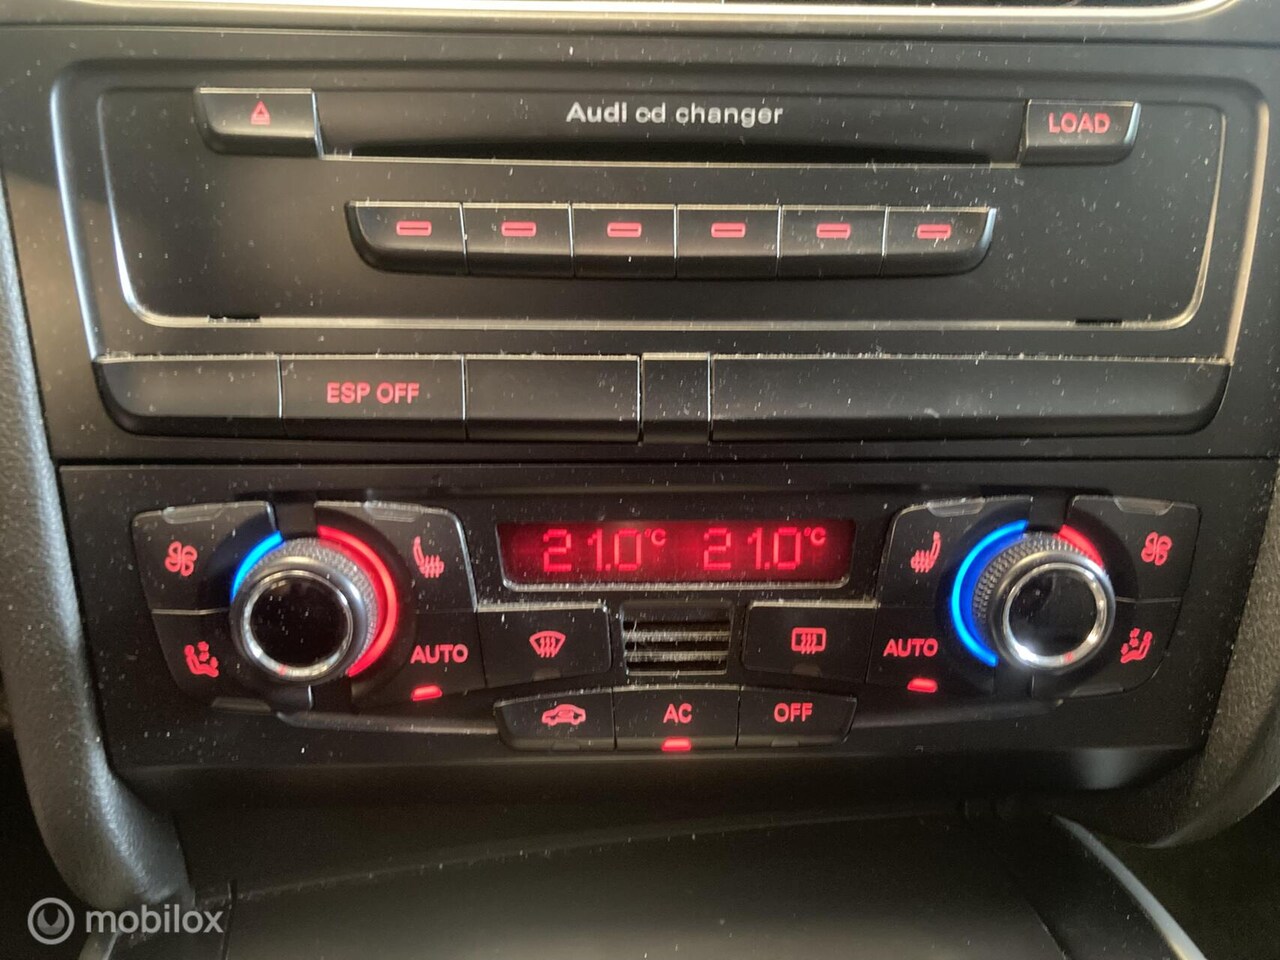 Audi cd changer
LOAD
ESP OFF
21.0°C 21.0°C
AUTO
AUTO
AC
OFF
mobilox